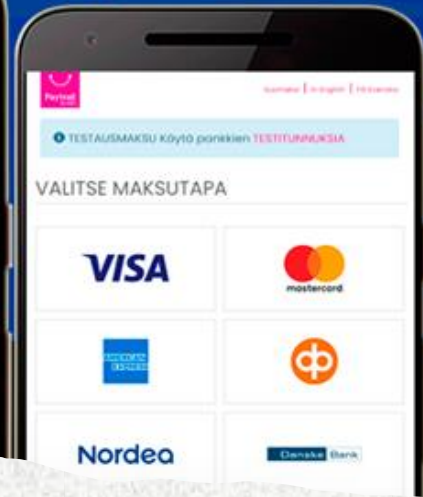 Paytrail
Suomeksi | In English | På Svenska
TESTAUSMAKSU Käytä pankkien TESTITUNNUKSIA
VALITSE MAKSUTAPA
VISA
mastercard
AMERICAN EXPRESS
op
Nordea
Danske Bank